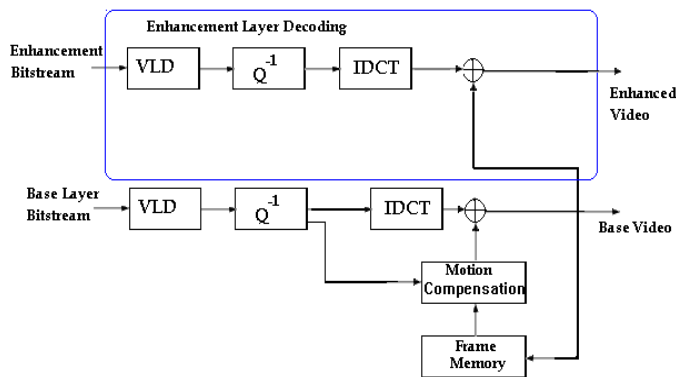 Enhancement Layer Decoding
Enhancement
Bitstream
VLD
Q-1
IDCT
Enhanced
Video
Base Layer
Bitstream
VLD
Q-1
IDCT
Base Video
Motion
Compensation
Frame
Memory